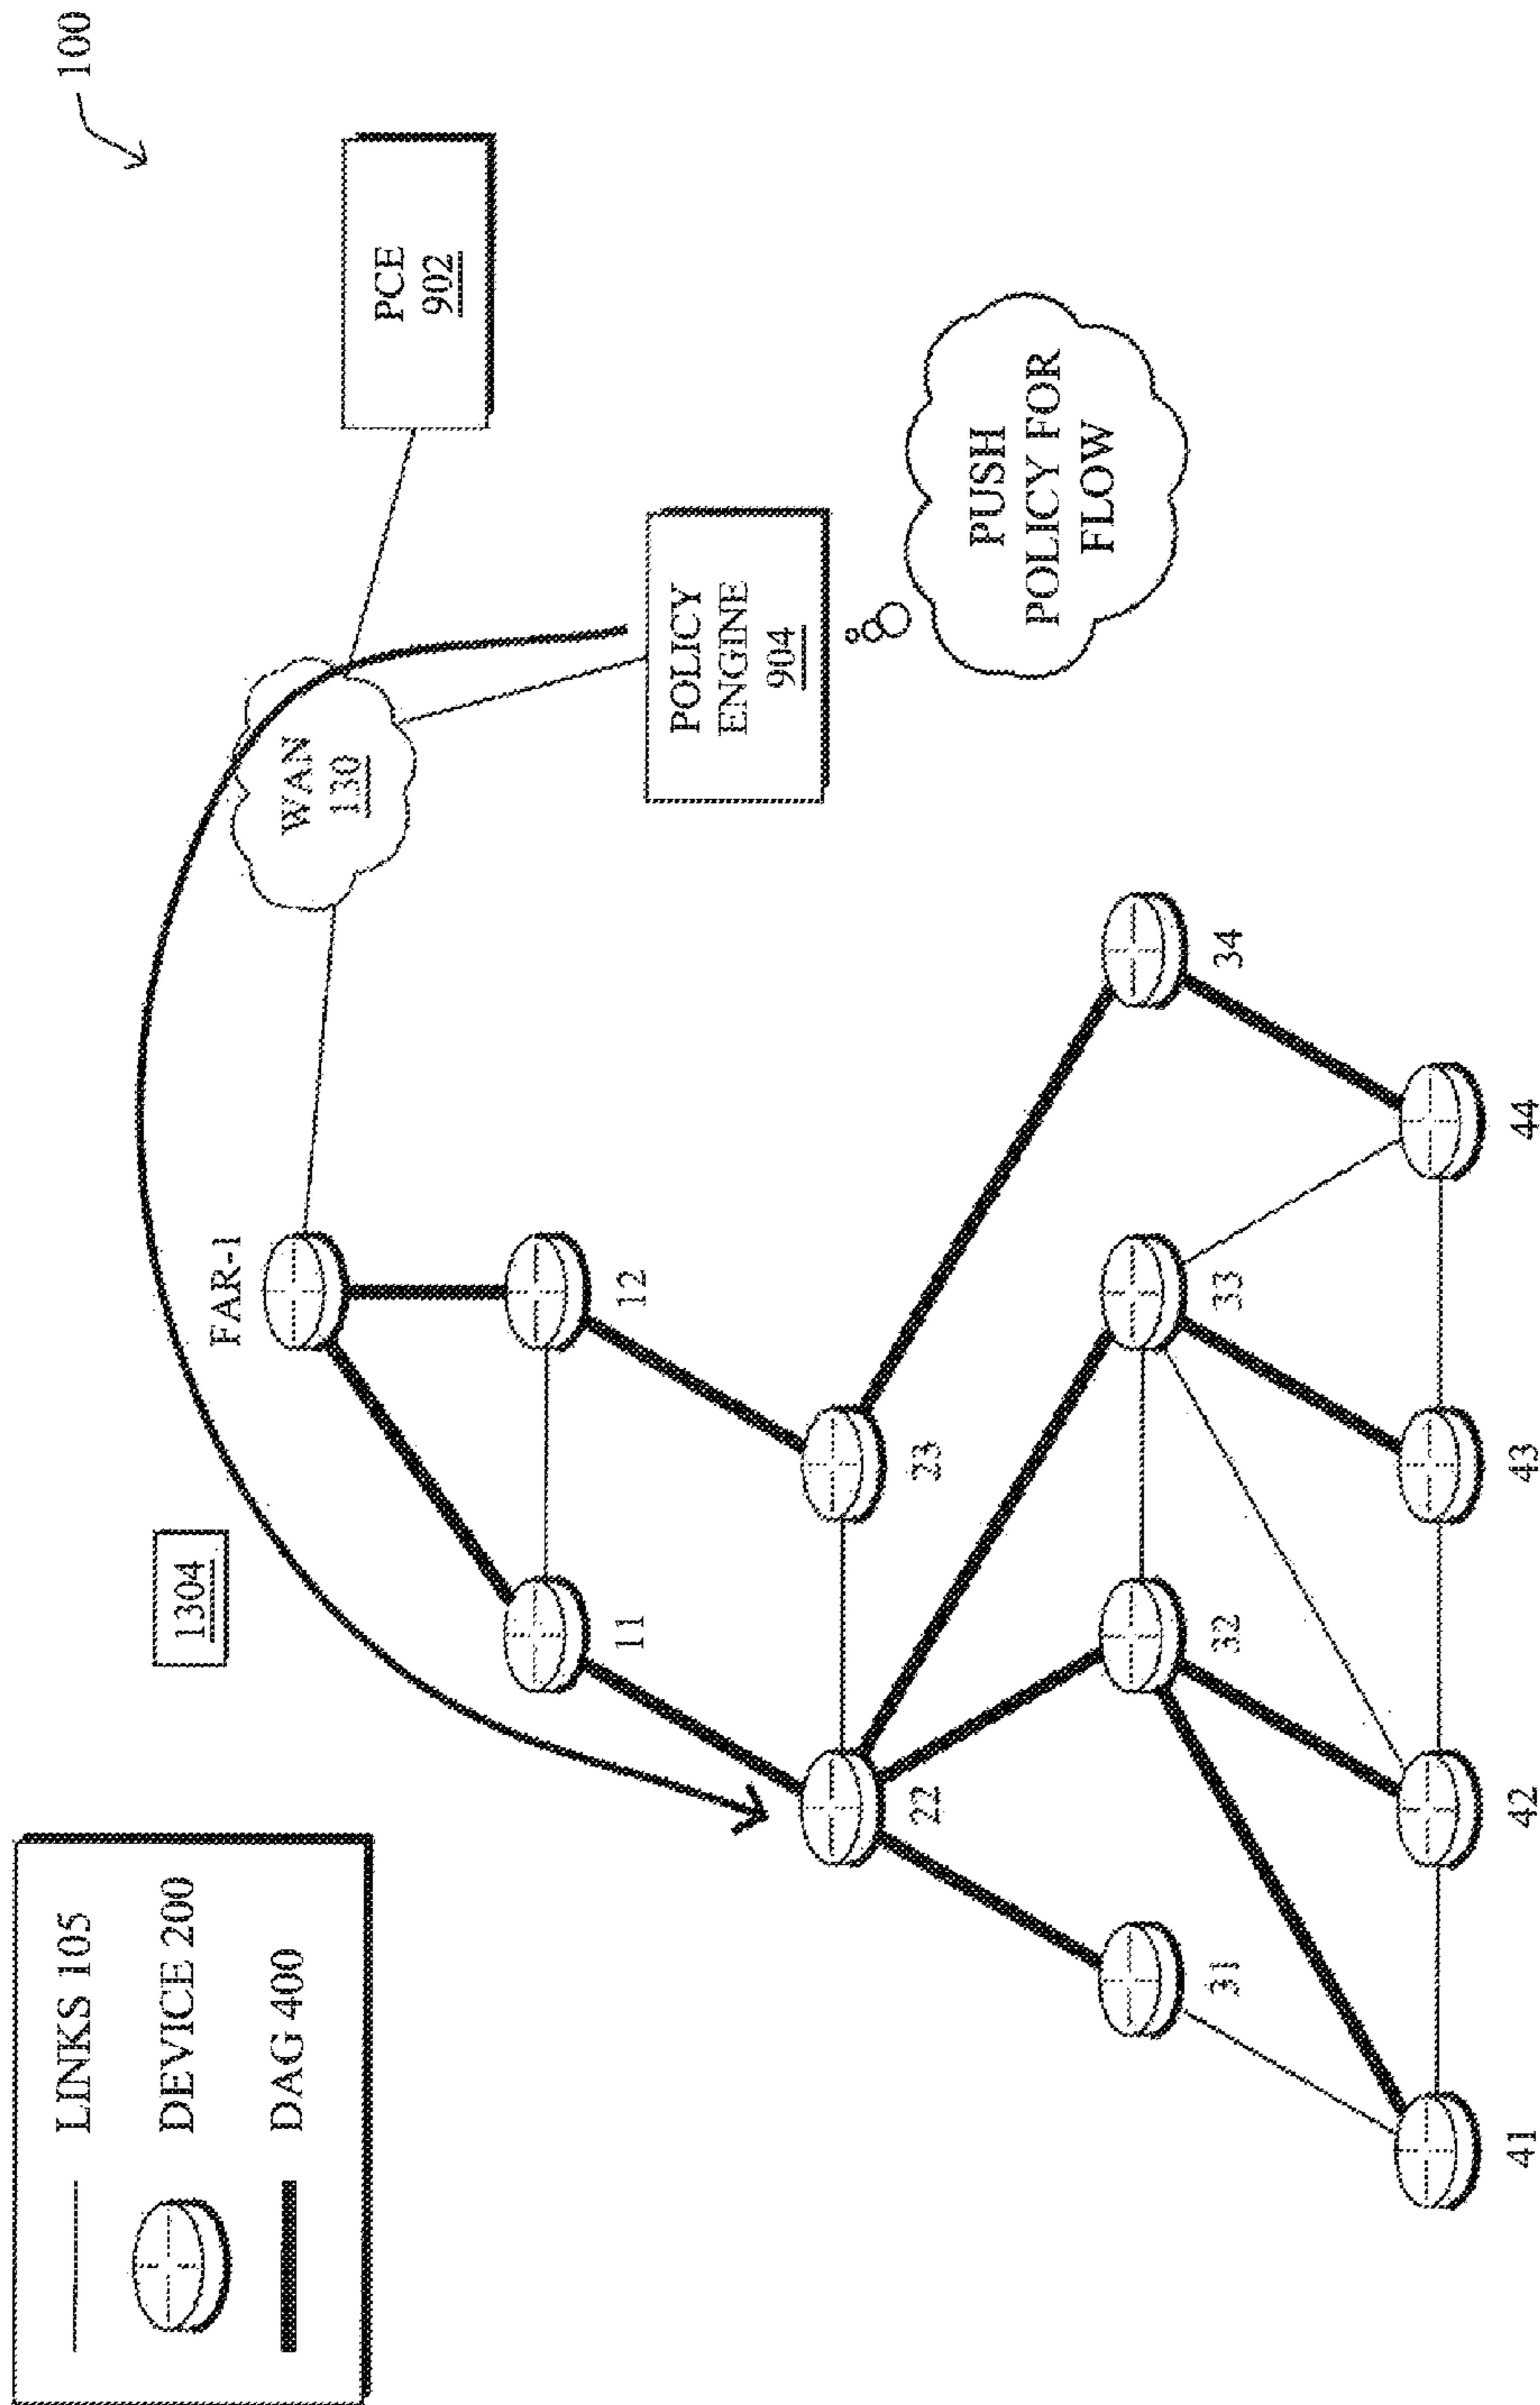 LINKS 105
DEVICE 200
DAG 400
100
1304
FAR-1
WAN
130
PCE
902
POLICY
ENGINE
904
PUSH
POLICY FOR
FLOW
11
12
22
23
31
32
33
34
41
42
43
44